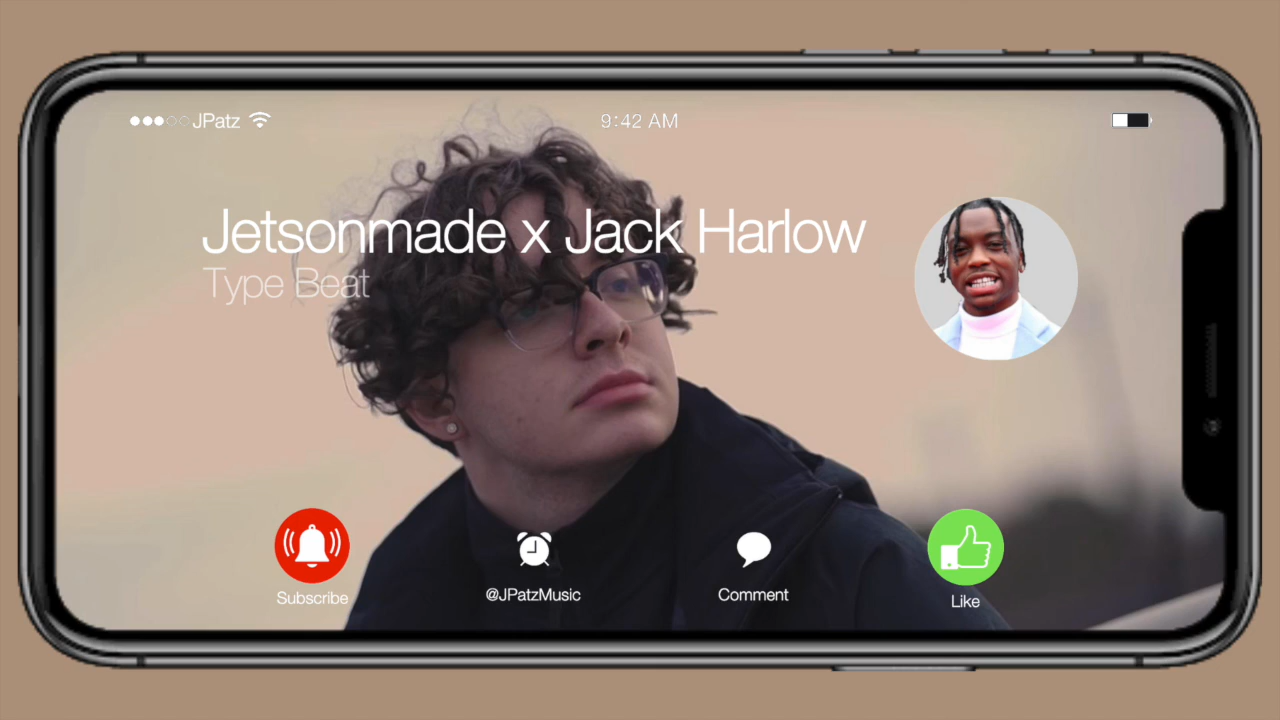 JPatz
9:42 AM
Jetsonmade x Jack Harlow
Type Beat
Subscribe
@JPatzMusic
Comment
Like